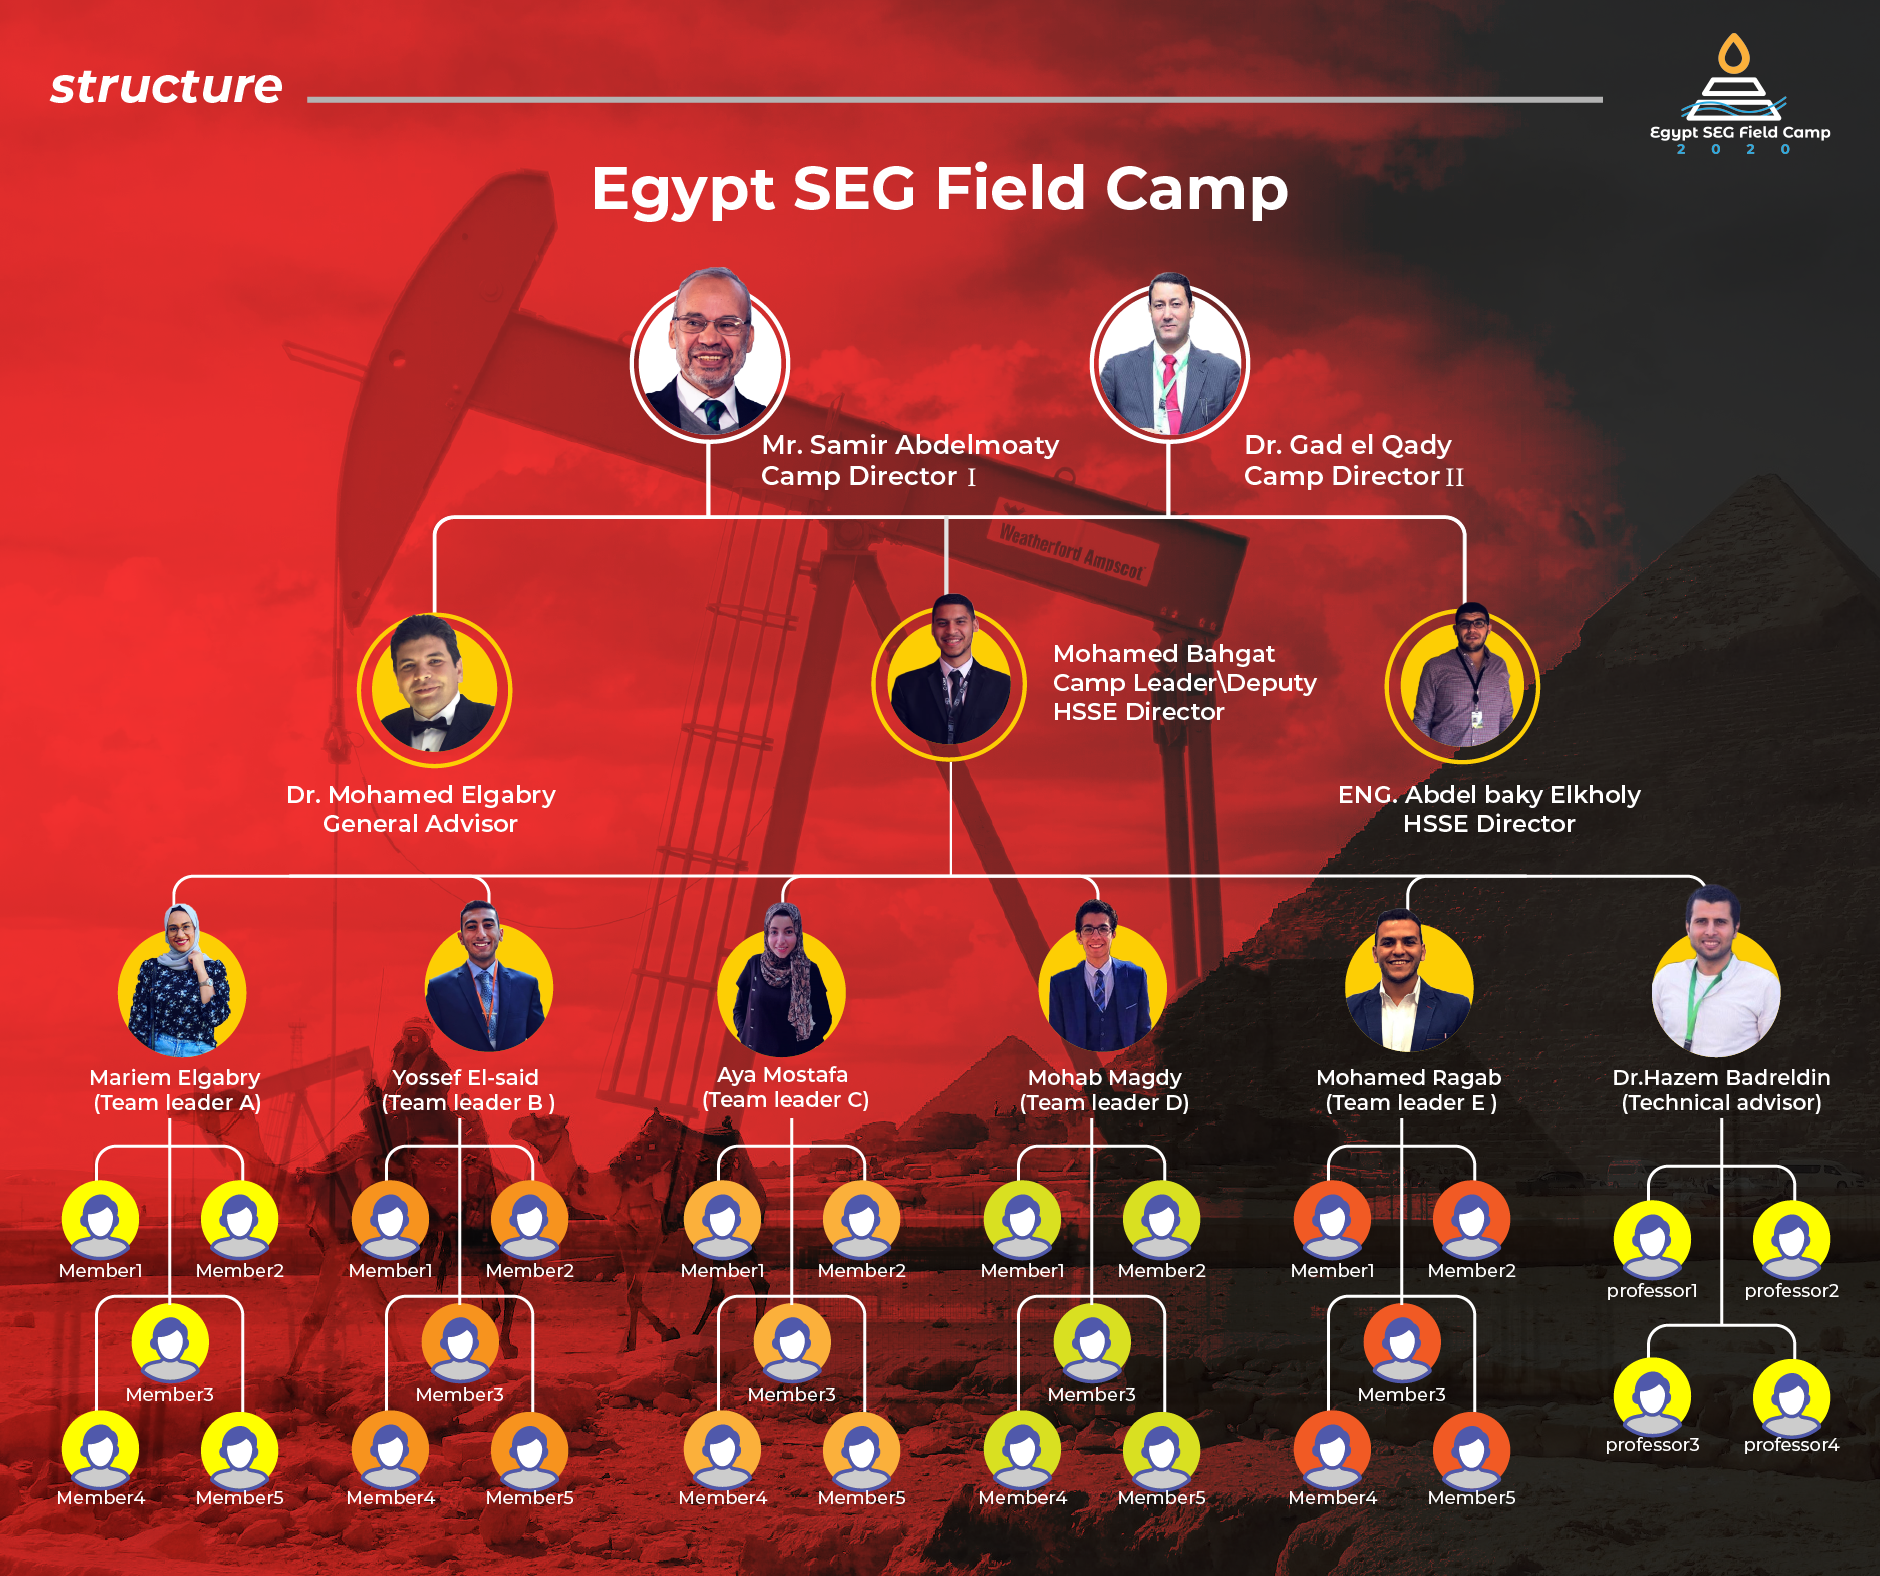 structure
Egypt SEG Field Camp
2 0 2 0
Egypt SEG Field Camp
Mr. Samir Abdelmoaty
Camp Director I
Dr. Gad el Qady
Camp Director II
Weatherford Ampscot
Mohamed Bahgat
Camp Leader\Deputy
HSSE Director
Dr. Mohamed Elgabry
General Advisor
ENG. Abdel baky Elkholy
HSSE Director
Mariem Elgabry
(Team leader A)
Yossef El-said
(Team leader B )
Aya Mostafa
(Team leader C)
Mohab Magdy
(Team leader D)
Mohamed Ragab
(Team leader E )
Dr.Hazem Badreldin
(Technical advisor)
Member1
Member2
Member1
Member2
Member1
Member2
Member1
Member2
Member1
Member2
professor1
professor2
Member3
Member3
Member3
Member3
Member3
professor3
professor4
Member4
Member5
Member4
Member5
Member4
Member5
Member4
Member5
Member4
Member5